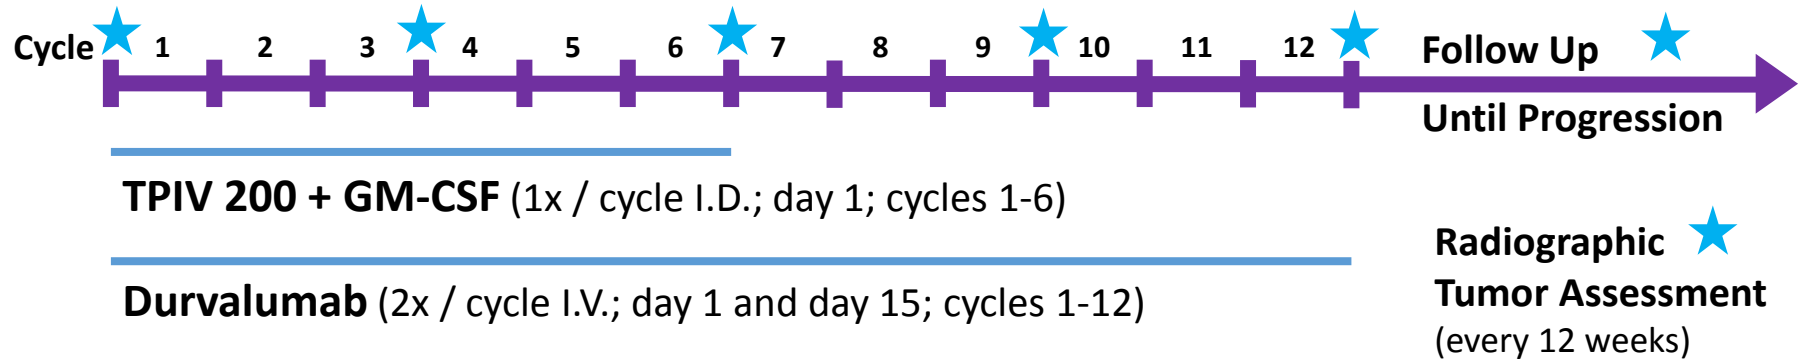 Cycle 1 2 3 4 5 6 7 8 9 10 11 12 Follow Up
Until Progression
TPIV 200 + GM-CSF (1x / cycle I.D.; day 1; cycles 1-6)
Durvalumab (2x / cycle I.V.; day 1 and day 15; cycles 1-12)
Radiographic
Tumor Assessment
(every 12 weeks)